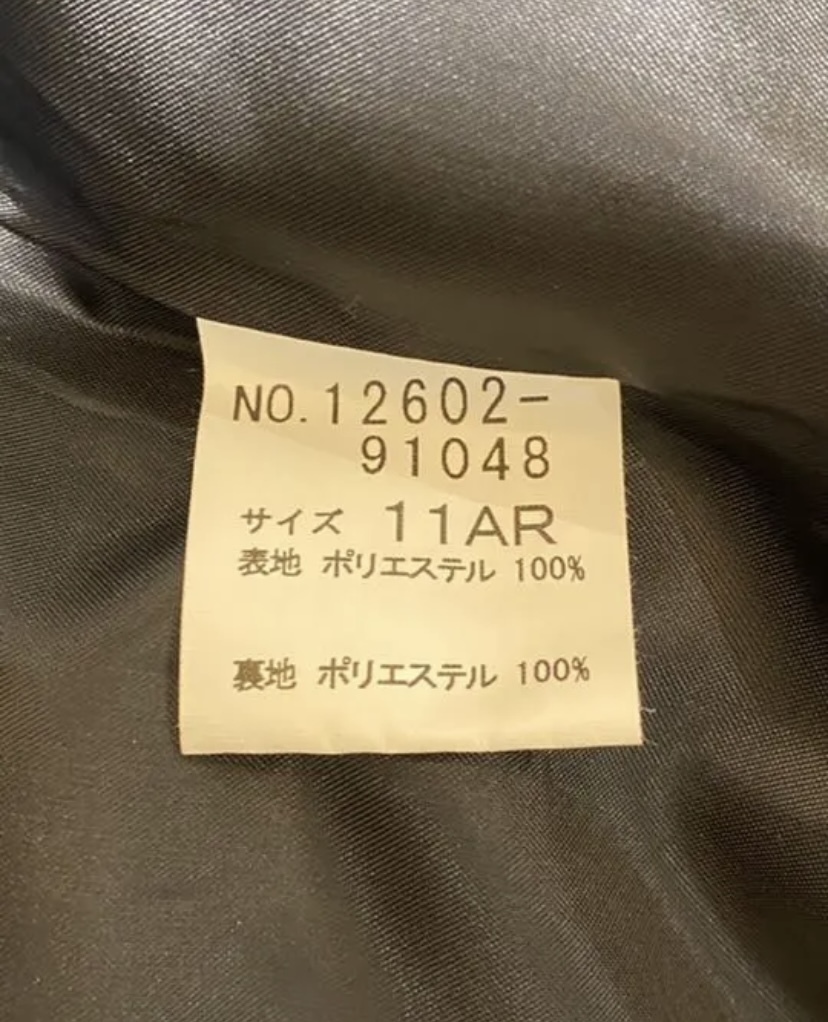 NO.12602-
91048
サイズ 11AR
表地 ポリエステル 100%
裏地 ポリエステル 100%